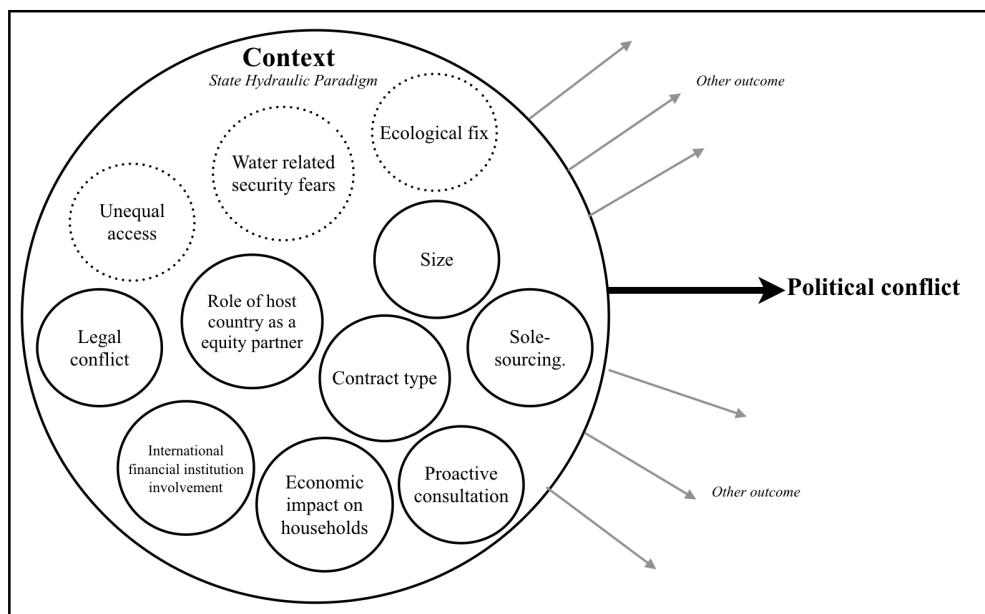 Context
State Hydraulic Paradigm
Other outcome
Ecological fix
Water related
security fears
Unequal
access
Size
Role of host
country as a
equity partner
Political conflict
Legal
conflict
Sole-
sourcing.
Contract type
International
financial institution
involvement
Economic
impact on
households
Proactive
consultation
Other outcome